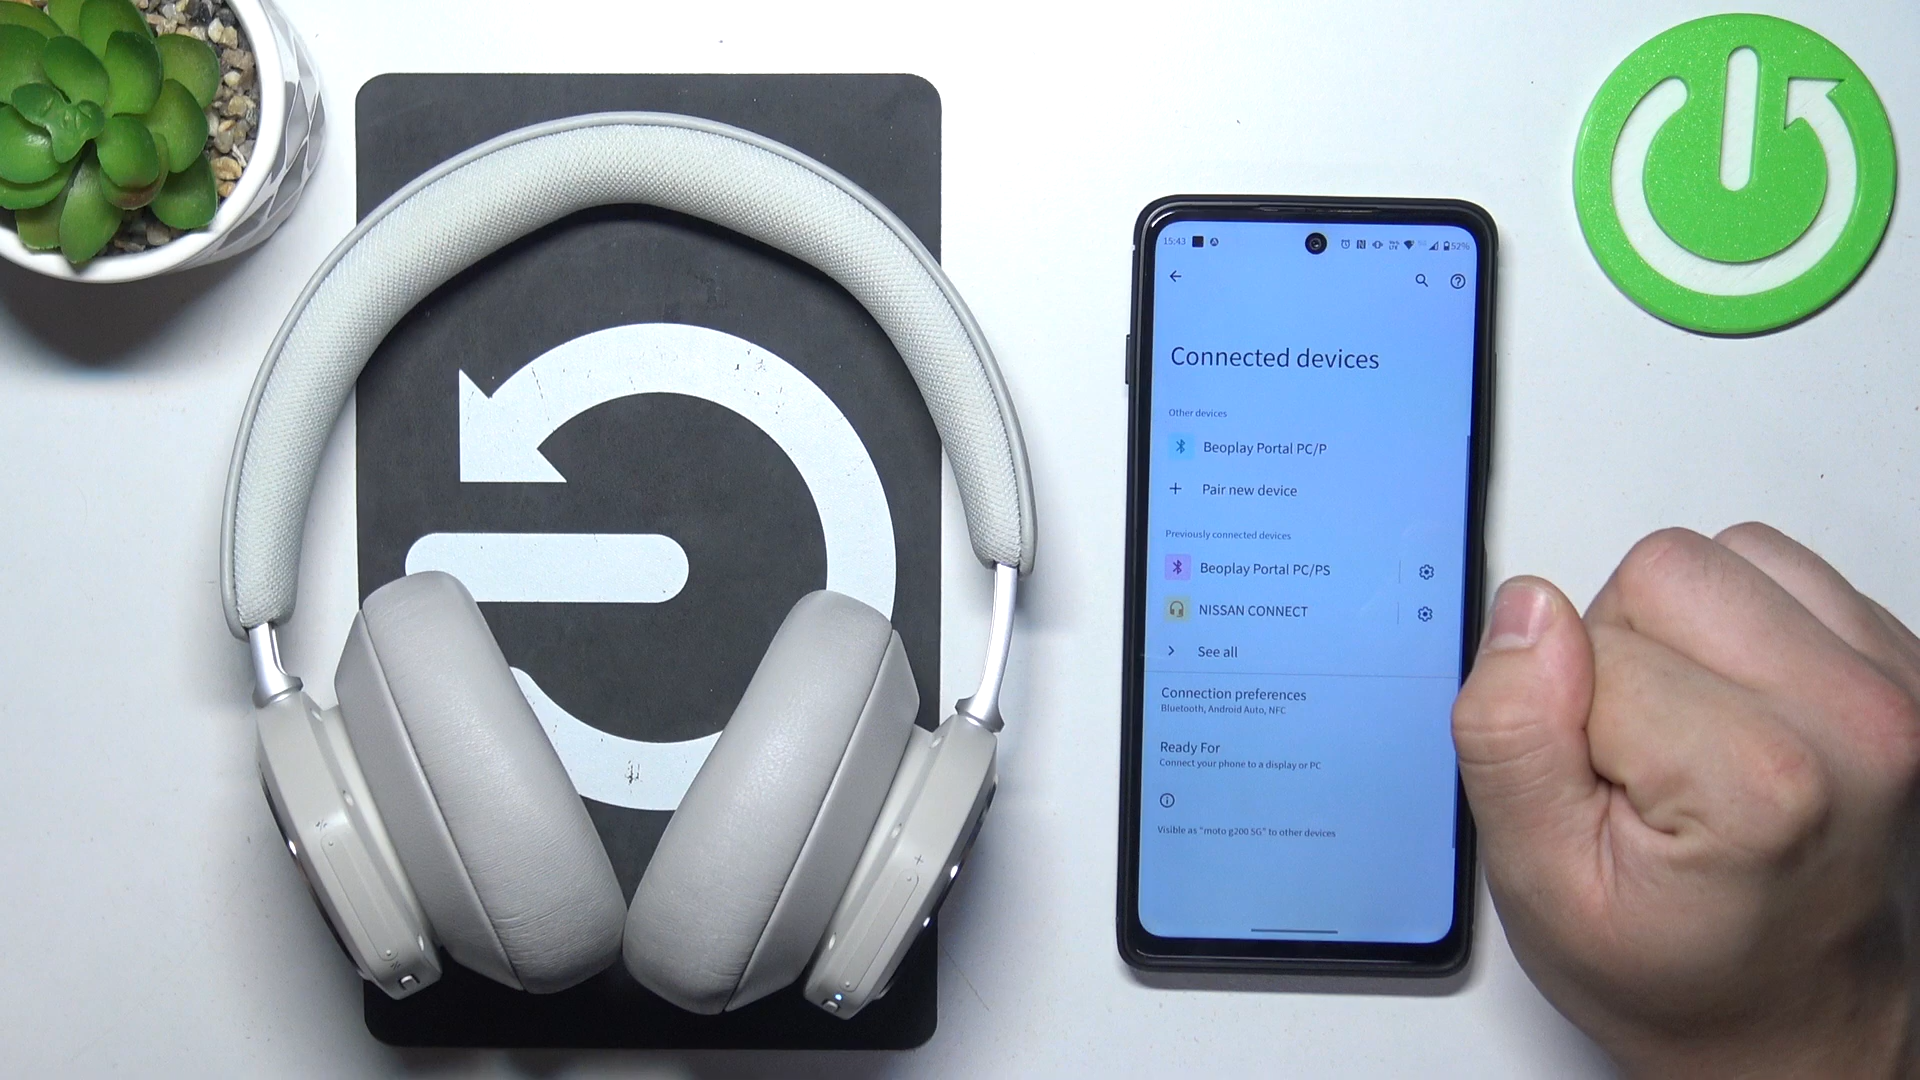 15:43
52%
Connected devices
Other devices
Beoplay Portal PC/P
Pair new device
Previously connected devices
Beoplay Portal PC/PS
NISSAN CONNECT
See all
Connection preferences
Bluetooth, Android Auto, NFC
Ready For
Connect your phone to a display or PC
Visible as "moto g200 5G" to other devices